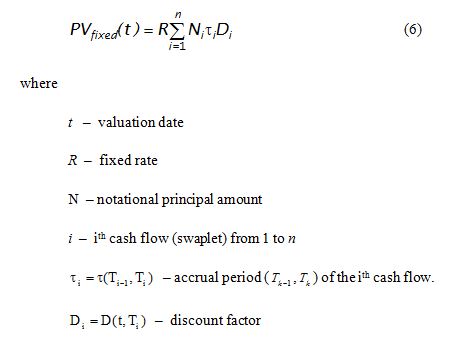 PV_fixed(t) = R∑_{i=1}^{n} N_i τ_i D_i (6)
where
t – valuation date
R – fixed rate
N – notational principal amount
i – i^th cash flow (swaplet) from 1 to n
τ_i = τ(T_{i-1}, T_i) – accrual period (T_{k-1}, T_k) of the i^th cash flow.
D_i = D(t, T_i) – discount factor